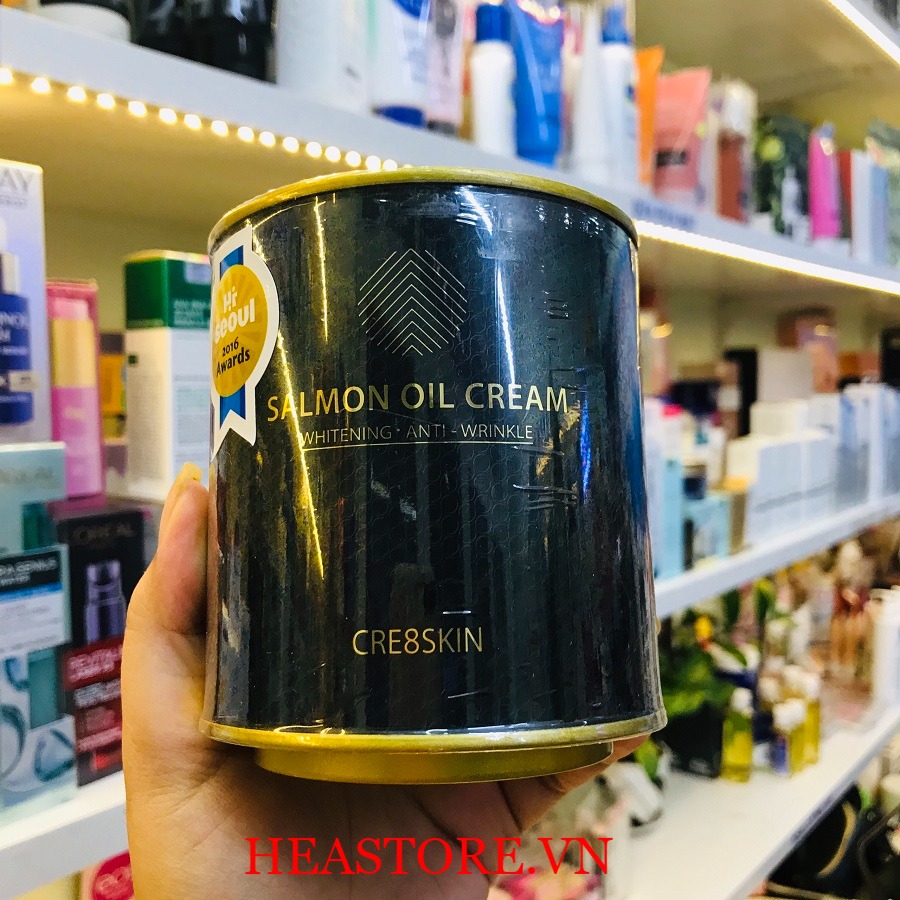 Hi
seoul
2016
Awards
SALMON OIL CREAM
WHITENING · ANTI - WRINKLE
CRE8SKIN
HEASTORE.VN